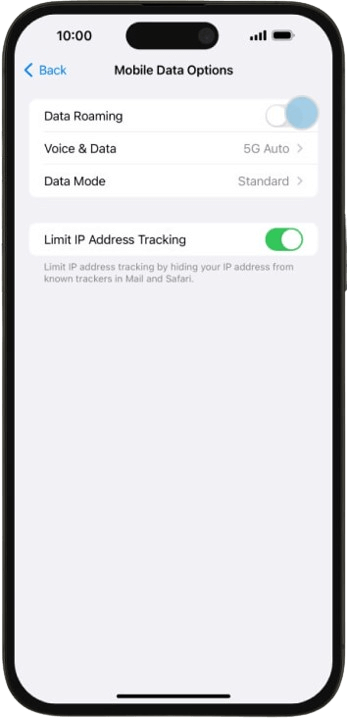 10:00
Back
Mobile Data Options
Data Roaming
Voice & Data 5G Auto
Data Mode Standard
Limit IP Address Tracking
Limit IP address tracking by hiding your IP address from
known trackers in Mail and Safari.